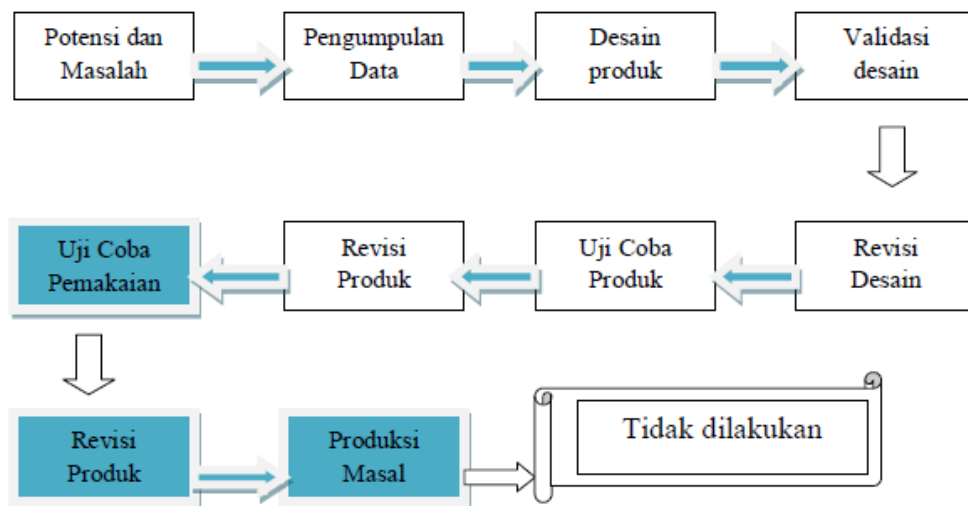 Potensi dan
Masalah
Pengumpulan
Data
Desain
produk
Validasi
desain
Uji Coba
Pemakaian
Revisi
Produk
Uji Coba
Produk
Revisi
Desain
Revisi
Produk
Produksi
Masal
Tidak dilakukan